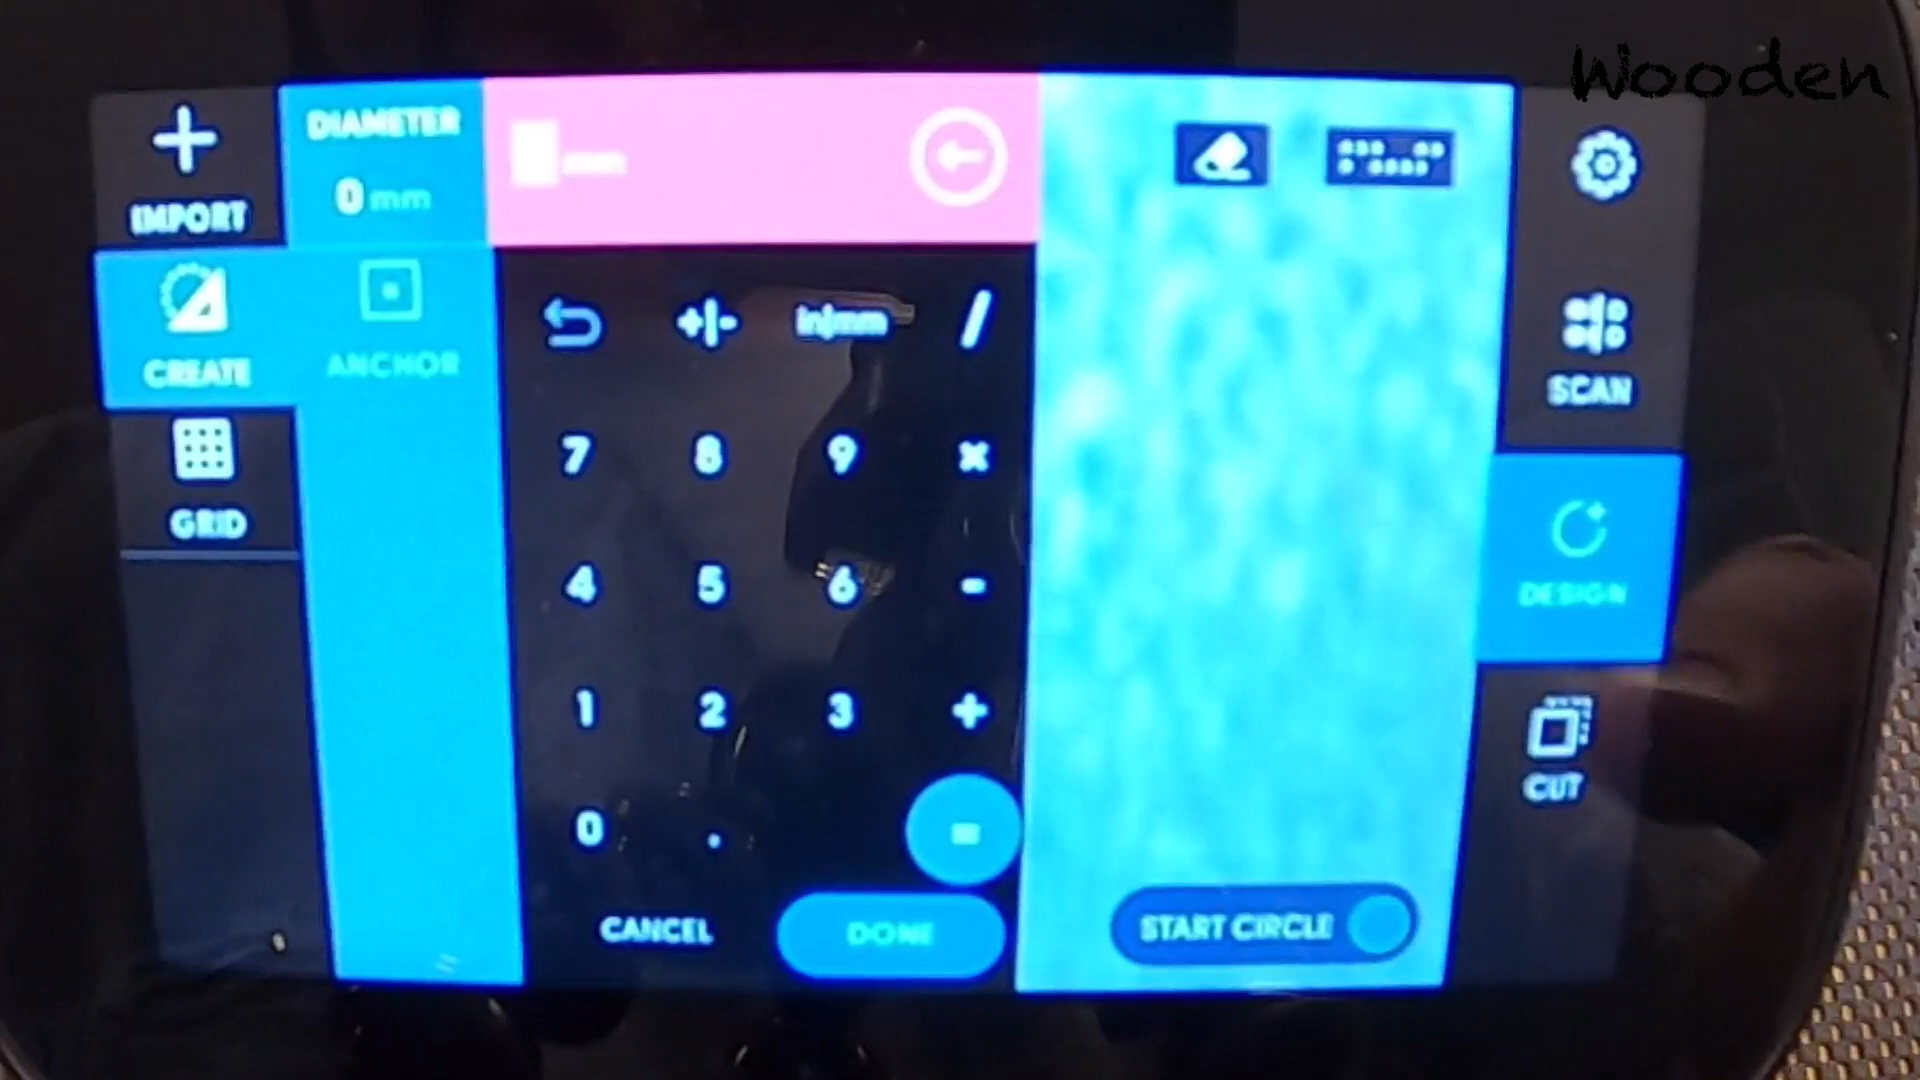 Wooden
IMPORT
DIAMETER
0 mm
mm
CREATE
ANCHOR
in|mm /
SCAN
7 8 9 ×
GRID
4 5 6 -
DESIGN
1 2 3 +
CUT
0 . =
CANCEL
DONE
START CIRCLE